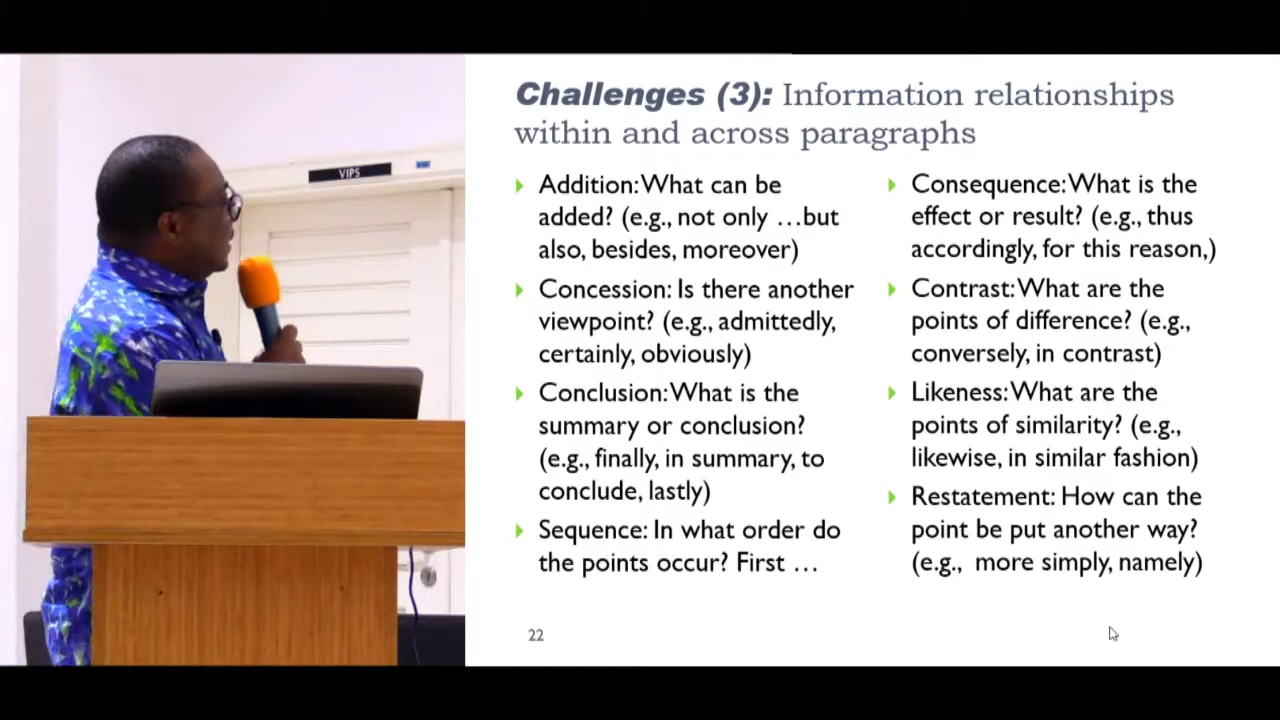 VIPS
Challenges (3): Information relationships
within and across paragraphs
Addition: What can be
added? (e.g., not only …but
also, besides, moreover)
Concession: Is there another
viewpoint? (e.g., admittedly,
certainly, obviously)
Conclusion: What is the
summary or conclusion?
(e.g., finally, in summary, to
conclude, lastly)
Sequence: In what order do
the points occur? First …
Consequence: What is the
effect or result? (e.g., thus
accordingly, for this reason,)
Contrast: What are the
points of difference? (e.g.,
conversely, in contrast)
Likeness: What are the
points of similarity? (e.g.,
likewise, in similar fashion)
Restatement: How can the
point be put another way?
(e.g., more simply, namely)
22